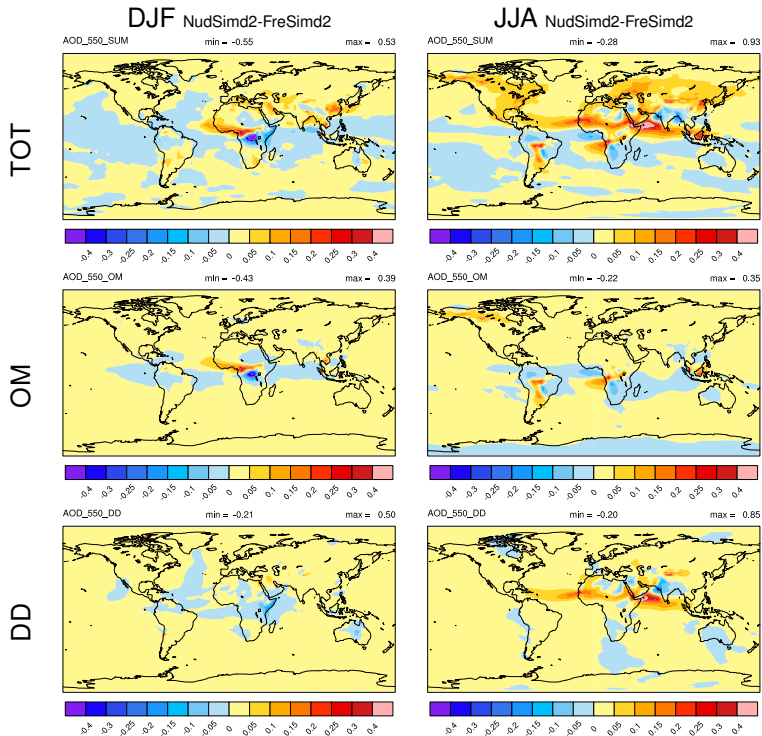 DJF NudSimd2-FreSimd2
JJA NudSimd2-FreSimd2
TOT
AOD_550_SUM min = -0.55 max = 0.53
-0.4 -0.3 -0.25 -0.2 -0.15 -0.1 -0.05 0 0.05 0.1 0.15 0.2 0.25 0.3 0.4
AOD_550_SUM min = -0.28 max = 0.93
-0.4 -0.3 -0.25 -0.2 -0.15 -0.1 -0.05 0 0.05 0.1 0.15 0.2 0.25 0.3 0.4
OM
AOD_550_OM min = -0.43 max = 0.39
-0.4 -0.3 -0.25 -0.2 -0.15 -0.1 -0.05 0 0.05 0.1 0.15 0.2 0.25 0.3 0.4
AOD_550_OM min = -0.22 max = 0.35
-0.4 -0.3 -0.25 -0.2 -0.15 -0.1 -0.05 0 0.05 0.1 0.15 0.2 0.25 0.3 0.4
DD
AOD_550_DD min = -0.21 max = 0.50
-0.4 -0.3 -0.25 -0.2 -0.15 -0.1 -0.05 0 0.05 0.1 0.15 0.2 0.25 0.3 0.4
AOD_550_DD min = -0.20 max = 0.85
-0.4 -0.3 -0.25 -0.2 -0.15 -0.1 -0.05 0 0.05 0.1 0.15 0.2 0.25 0.3 0.4